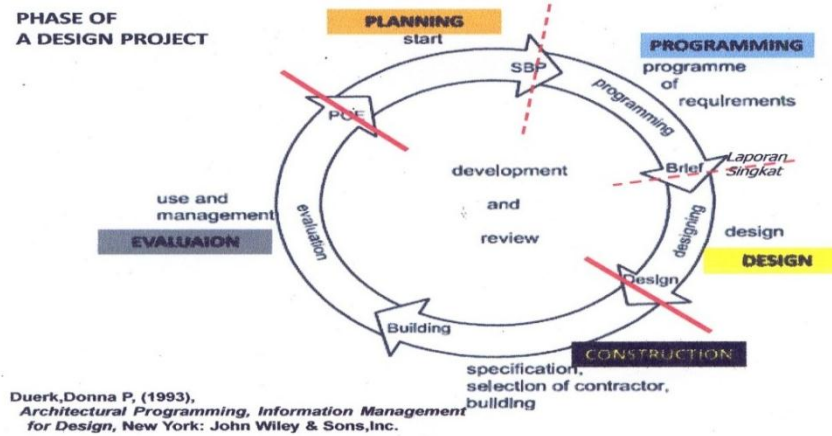 PHASE OF
A DESIGN PROJECT
PLANNING
start
SBP
PROGRAMMING
programme
of
requirements
programming
Brief
Laporan
Singkat
designing
design
DESIGN
Design
CONSTRUCTION
specification,
selection of contractor,
building
Building
use and
management
EVALUAION
evaluation
POE
development
and
review
Duerk,Donna P, (1993),
Architectural Programming, Information Management
for Design, New York: John Wiley & Sons,Inc.